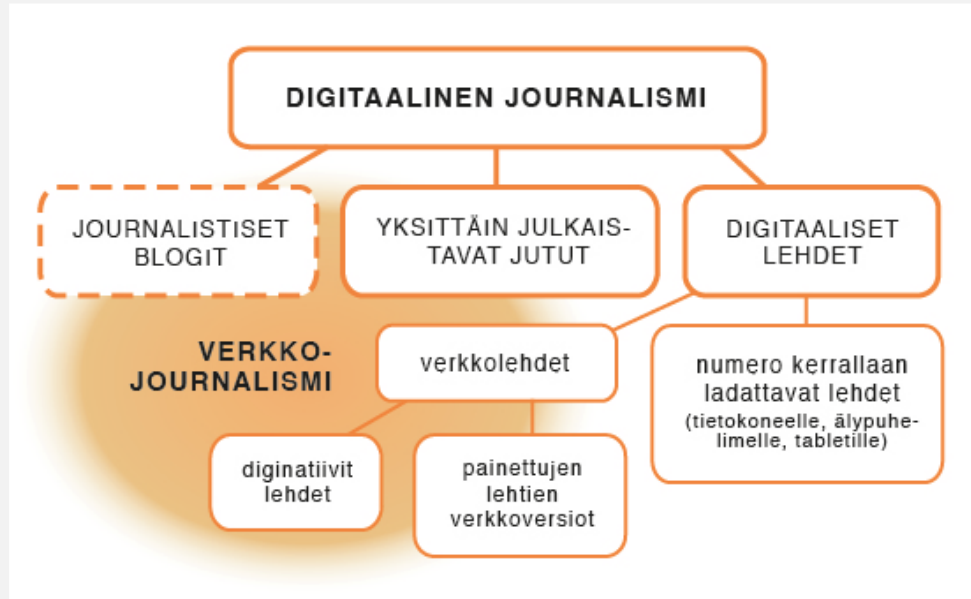 DIGITAALINEN JOURNALISMI
JOURNALISTISET
BLOGIT
YKSITTÄIN JULKAIS-
TAVAT JUTUT
DIGITAALISET
LEHDET
VERKKO-
JOURNALISMI
verkkolehdet
numero kerrallaan
ladattavat lehdet
(tietokoneelle, älypuhe-
limelle, tabletille)
diginatiivit
lehdet
painettujen
lehtien
verkkoversiot